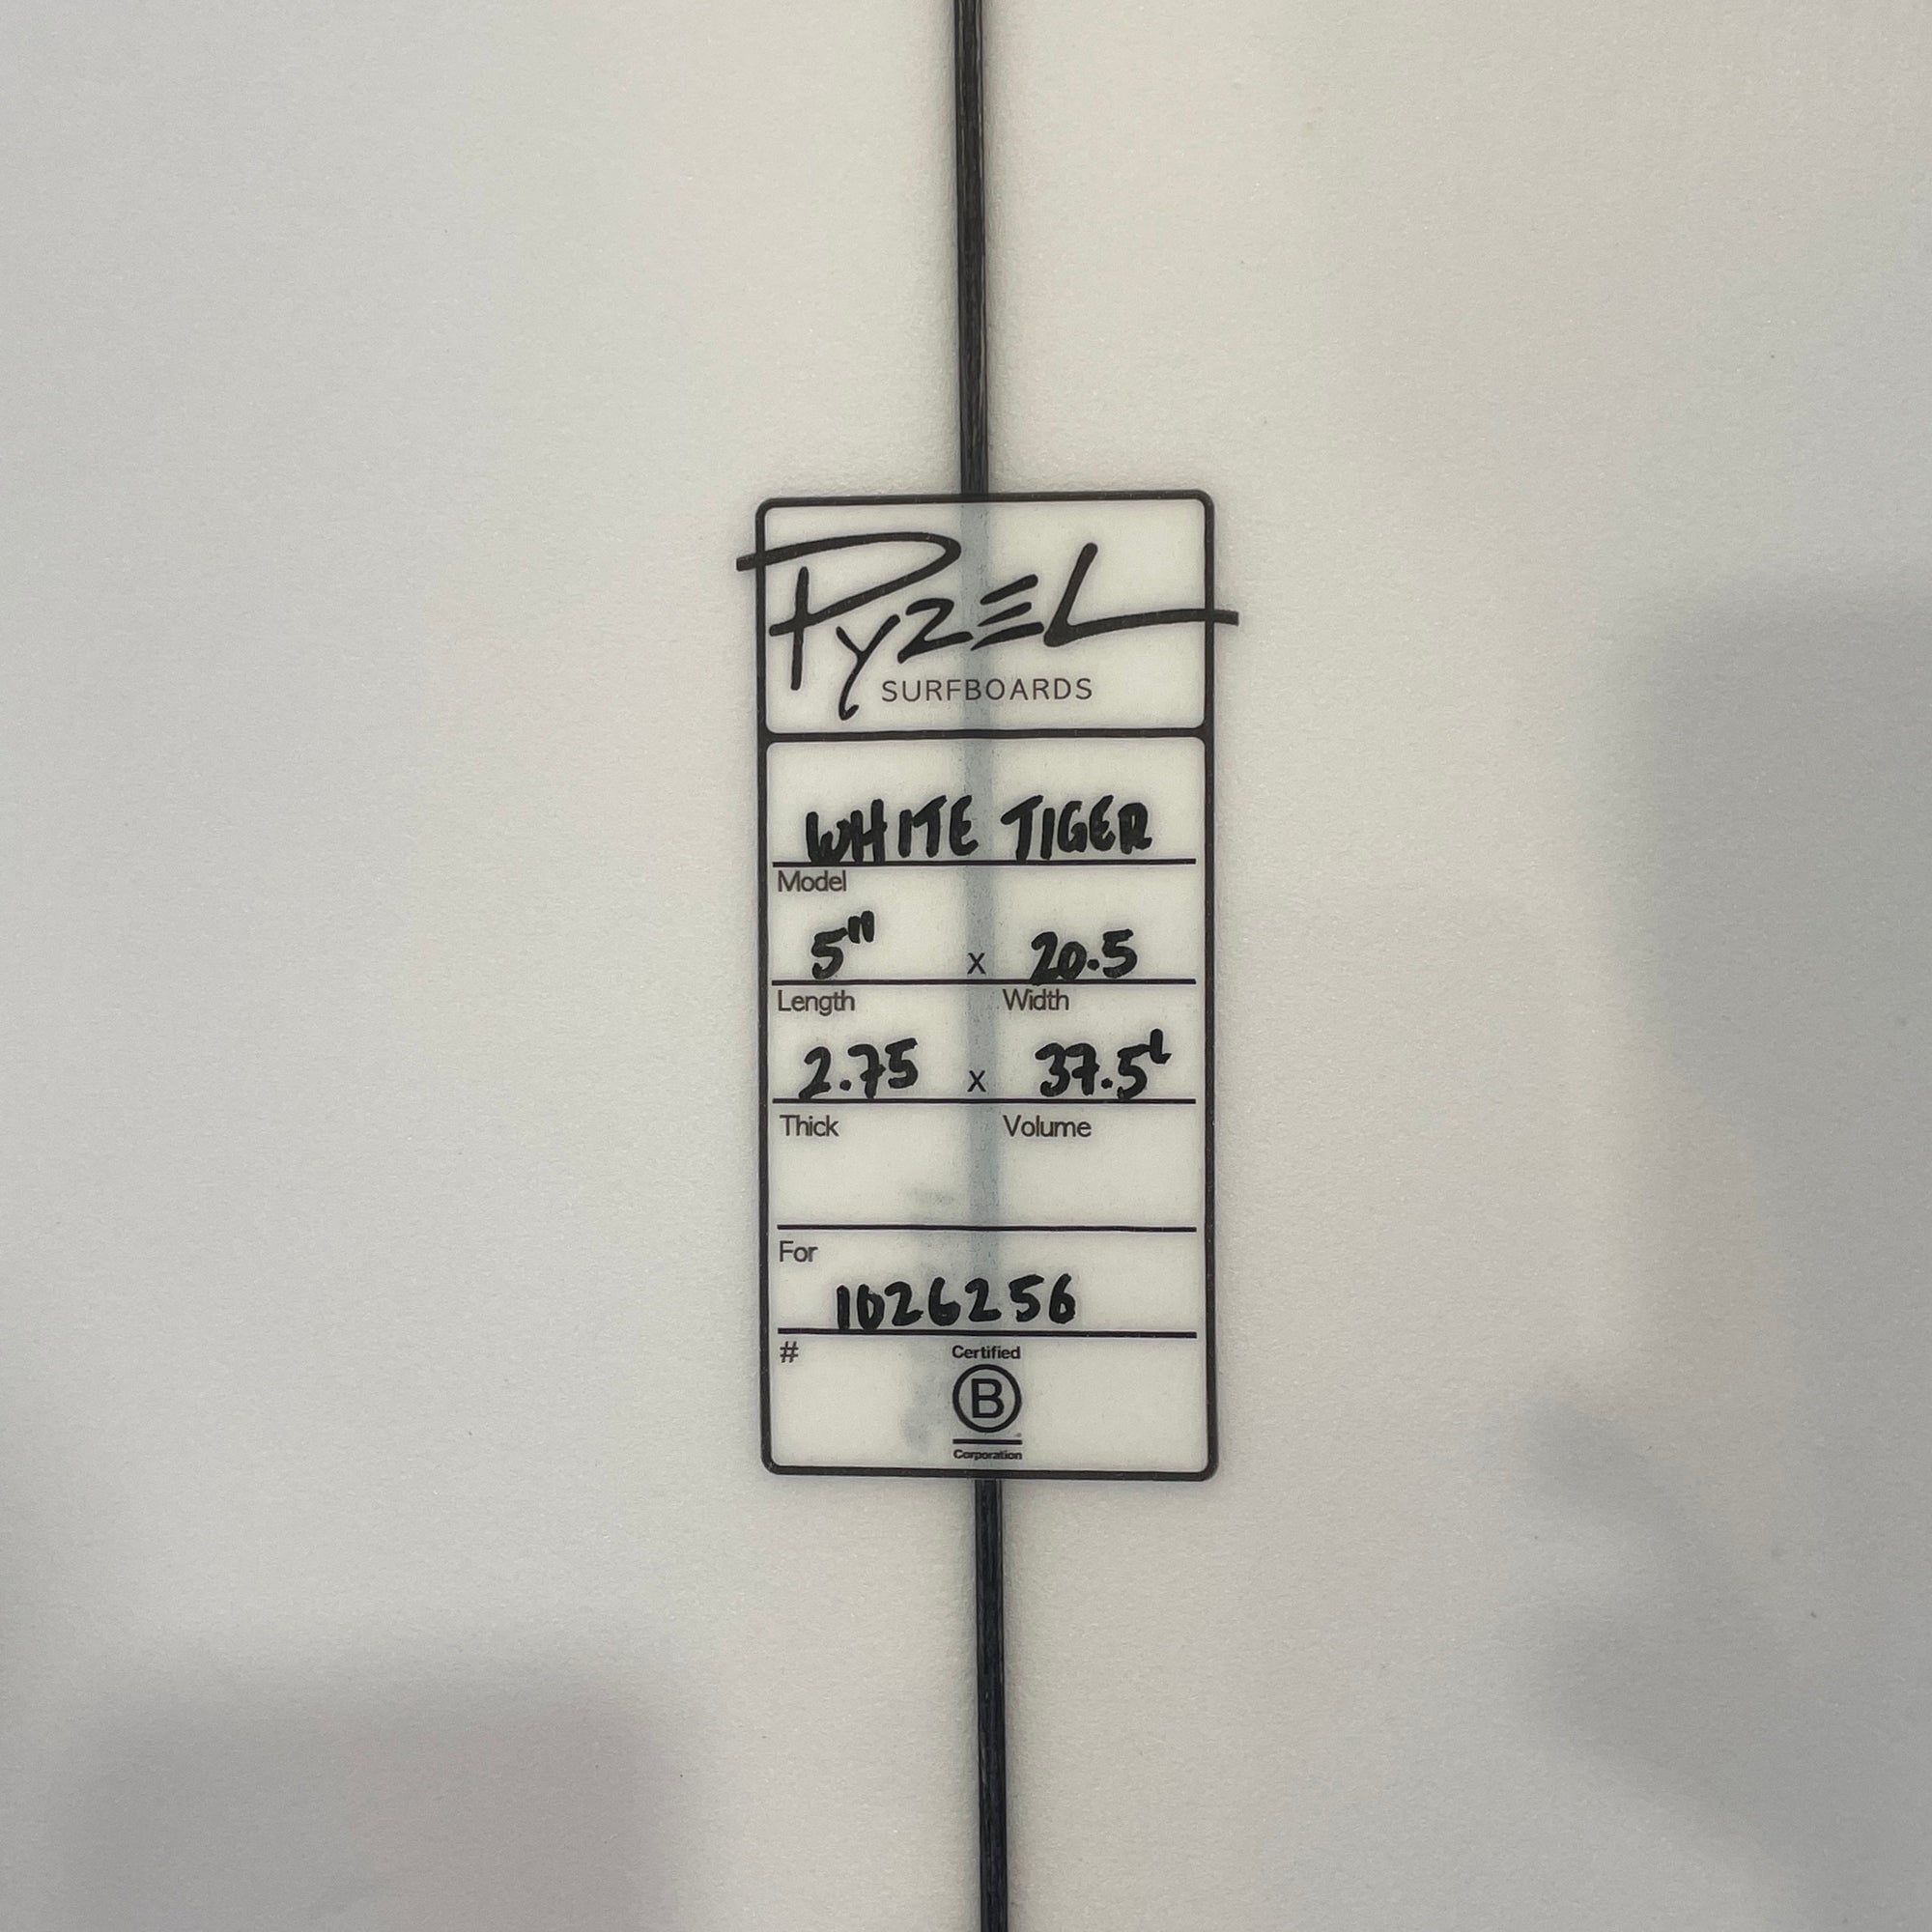 PYZEL
SURFBOARDS
WHITE TIGER
Model
5" x 20.5
Length Width
2.75 x 37.5L
Thick Volume
For
1026256
#
Certified
B
Corporation